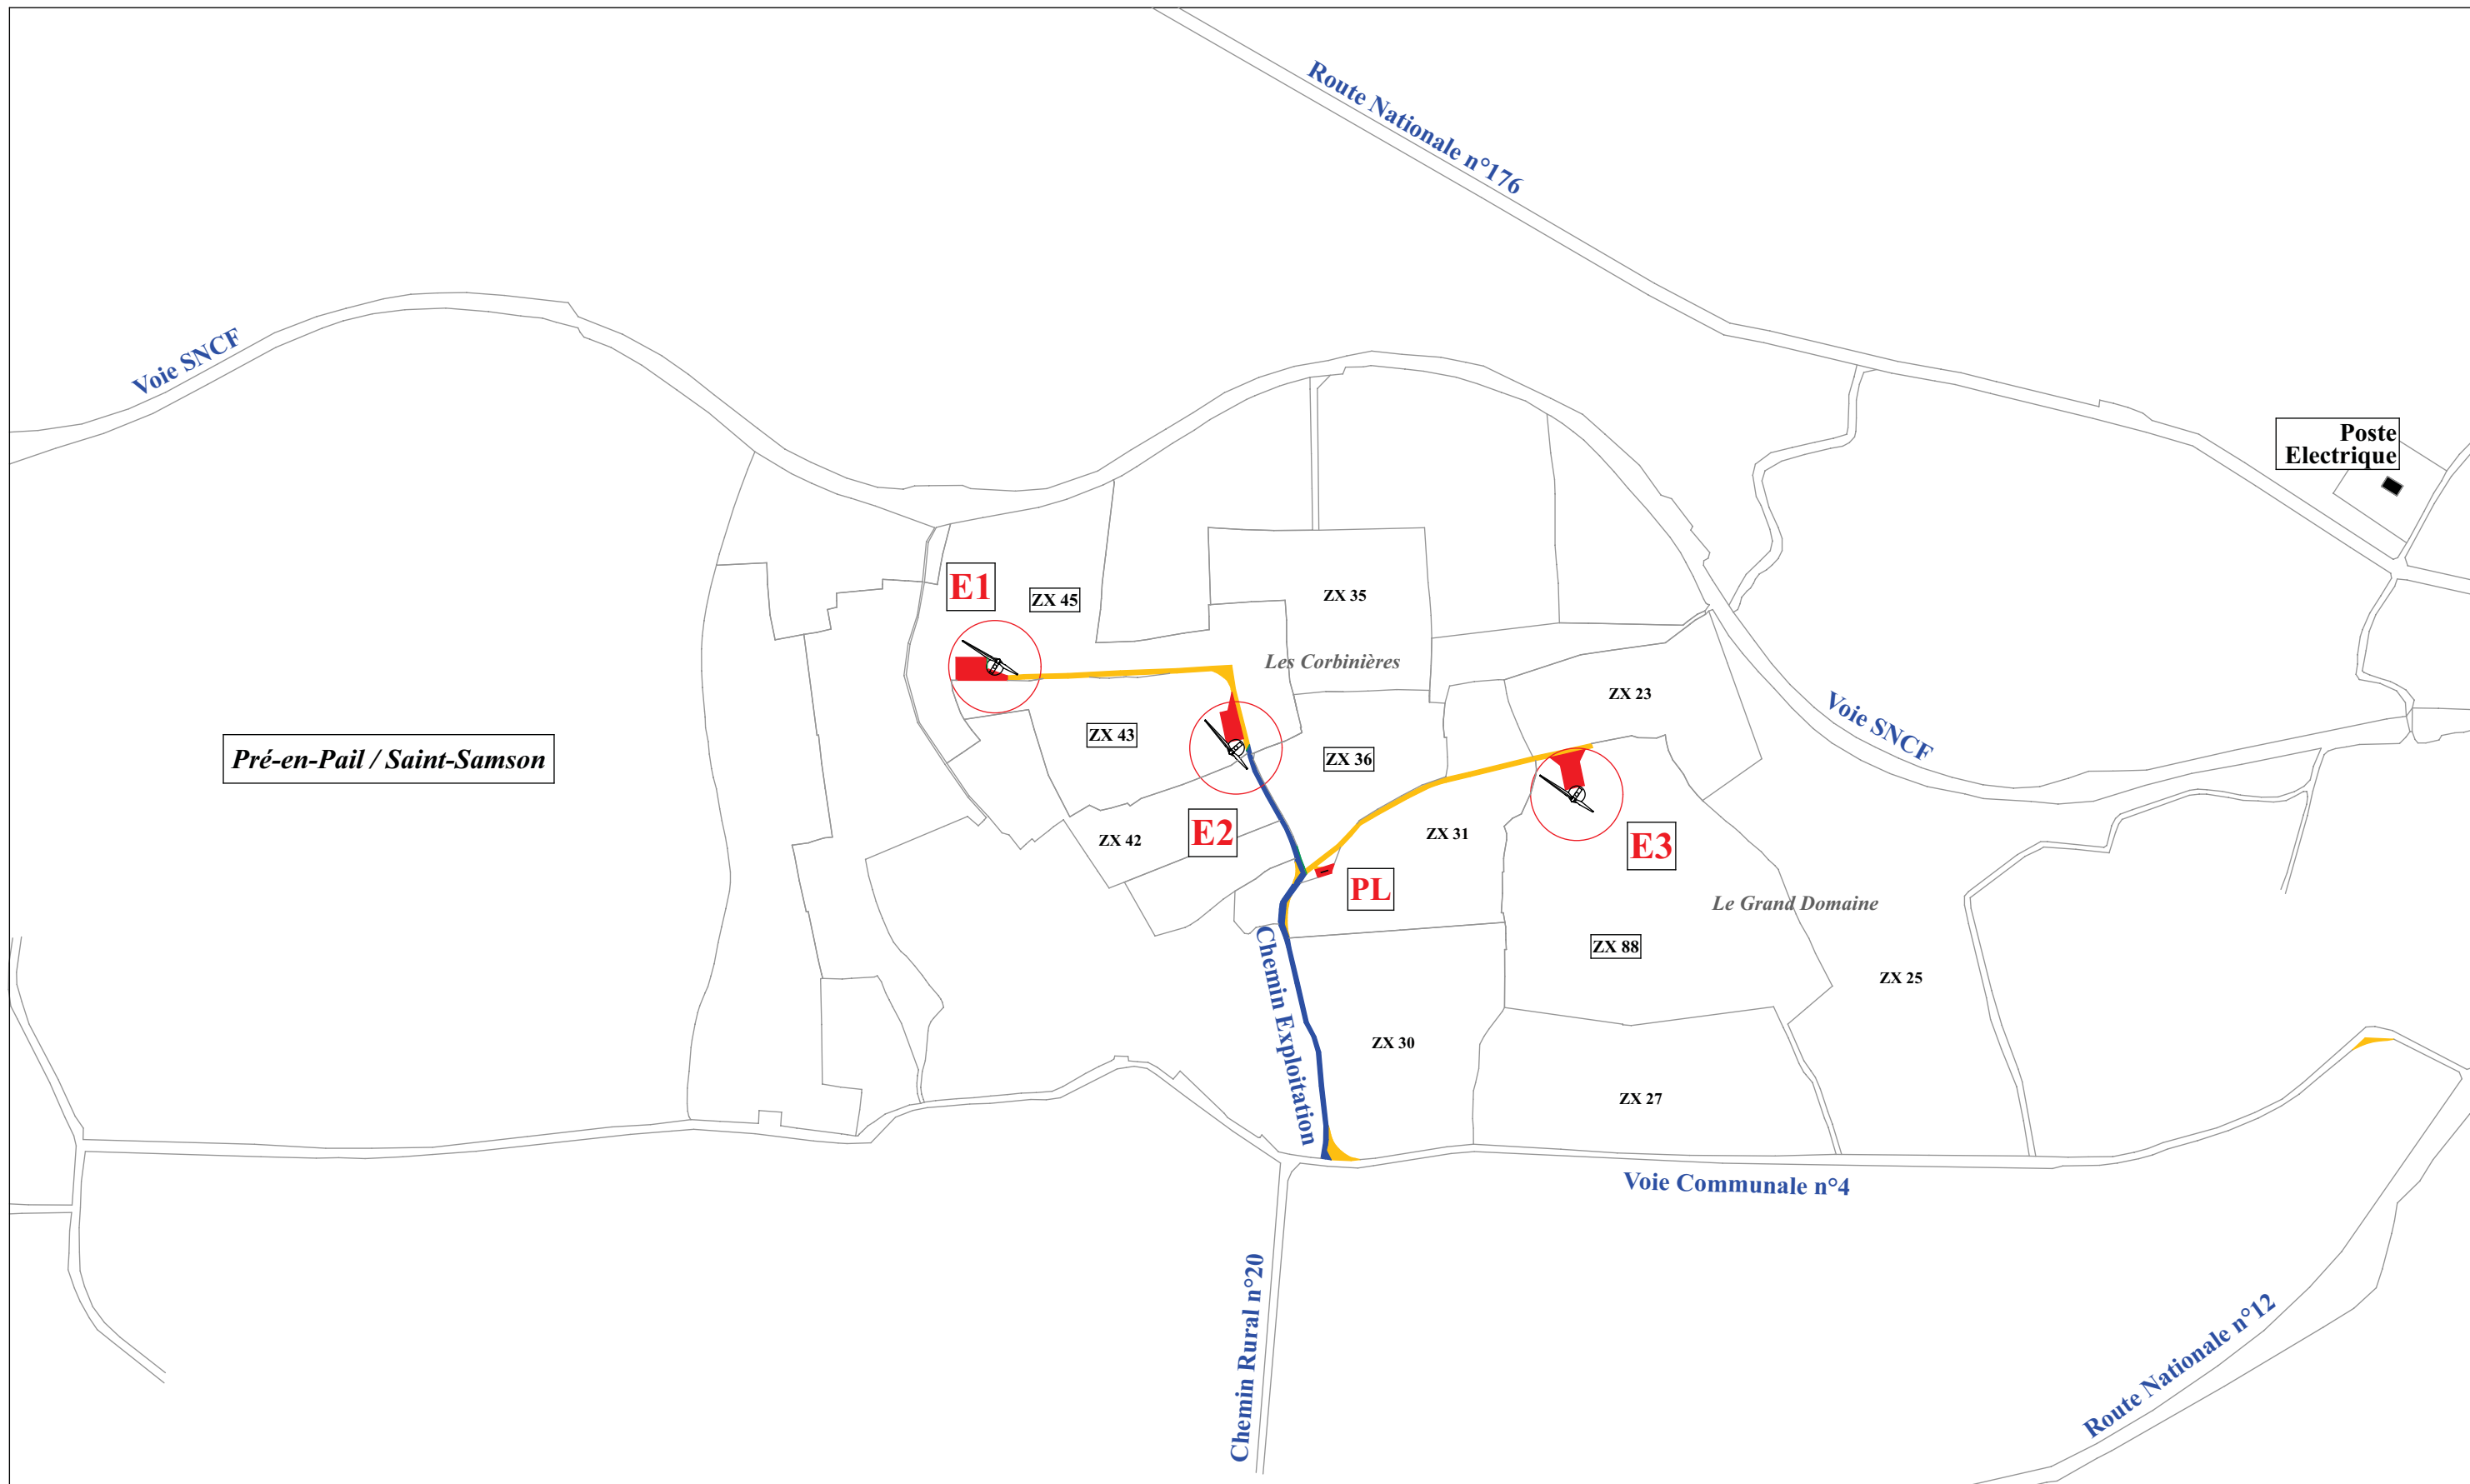 Route Nationale n°176
Voie SNCF
Poste
Electrique
E1
ZX 45
ZX 35
Les Corbinières
ZX 23
Voie SNCF
Pré-en-Pail / Saint-Samson
ZX 43
ZX 36
E2
ZX 42
ZX 31
E3
PL
Le Grand Domaine
Chemin Exploitation
ZX 88
ZX 25
ZX 30
ZX 27
Voie Communale n°4
Chemin Rural n°20
Route Nationale n°12